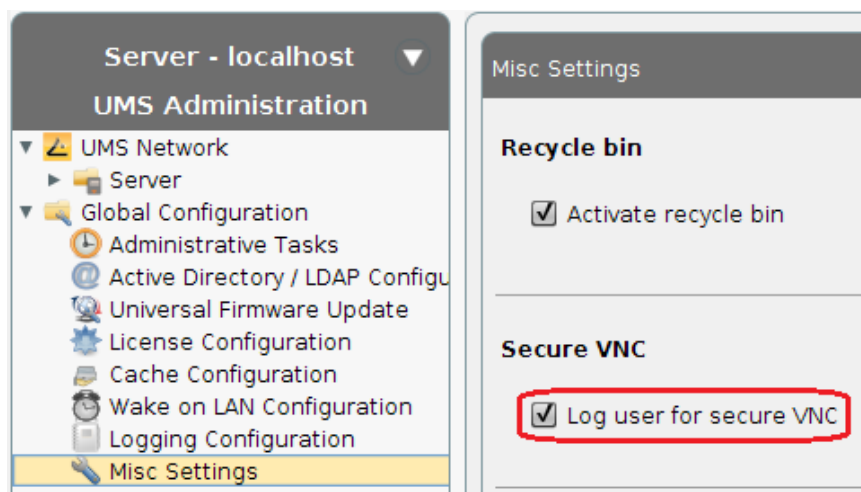 Server - localhost
UMS Administration
UMS Network
Server
Global Configuration
Administrative Tasks
Active Directory / LDAP Configu
Universal Firmware Update
License Configuration
Cache Configuration
Wake on LAN Configuration
Logging Configuration
Misc Settings
Misc Settings
Recycle bin
Activate recycle bin
Secure VNC
Log user for secure VNC